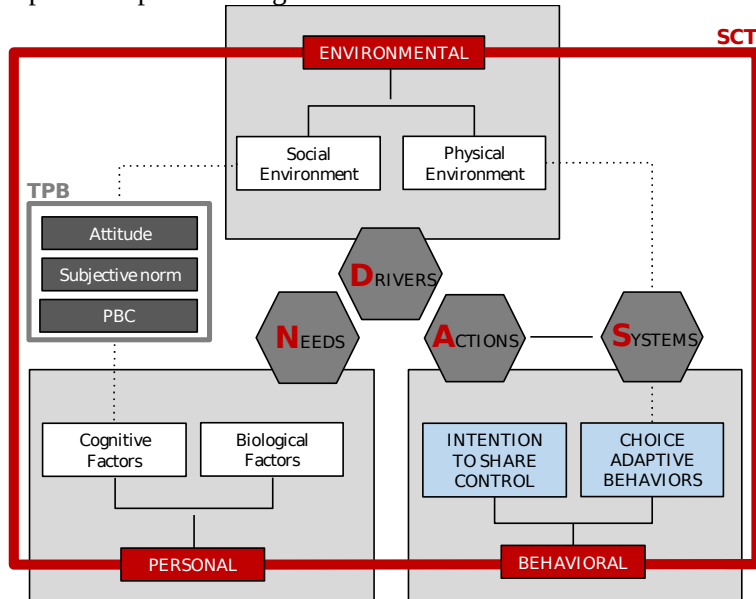 ENVIRONMENTAL
SCT
Social
Environment
Physical
Environment
TPB
Attitude
Subjective norm
PBC
DRIVERS
NEEDS
ACTIONS
SYSTEMS
Cognitive
Factors
Biological
Factors
INTENTION
TO SHARE
CONTROL
CHOICE
ADAPTIVE
BEHAVIORS
PERSONAL
BEHAVIORAL